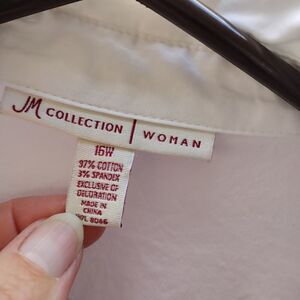 JM COLLECTION | WOMAN
16W
97% COTTON
3% SPANDEX
EXCLUSIVE OF
DECORATION
MADE IN
CHINA